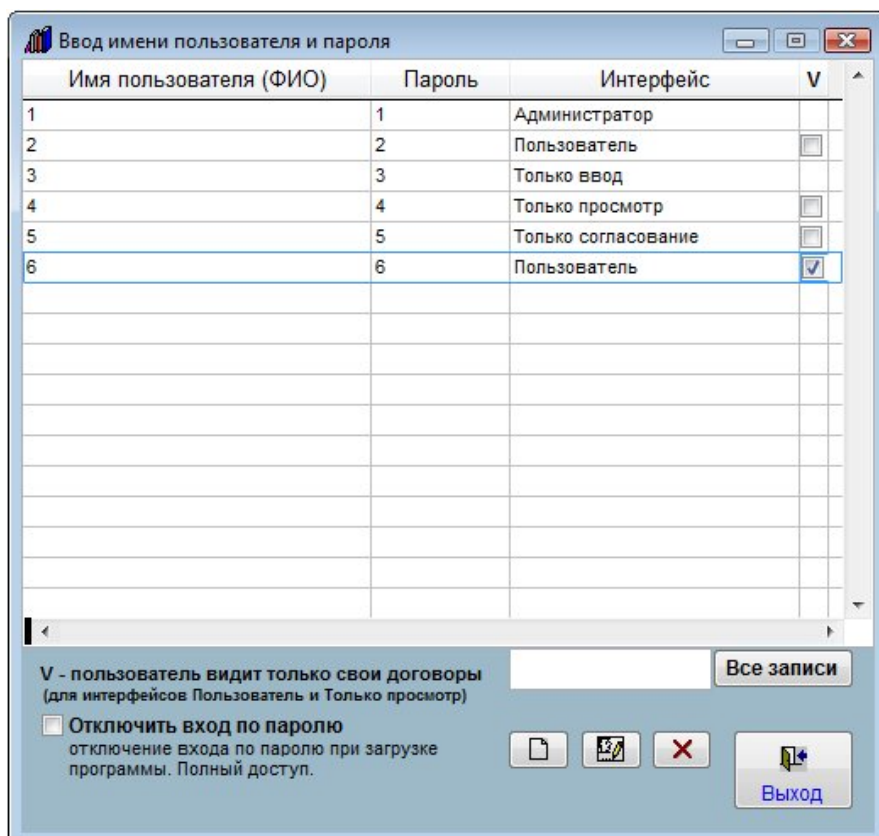 Ввод имени пользователя и пароля
Имя пользователя (ФИО) Пароль Интерфейс V
1 1 Администратор
2 2 Пользователь
3 3 Только ввод
4 4 Только просмотр
5 5 Только согласование
6 6 Пользователь
V - пользователь видит только свои договоры
(для интерфейсов Пользователь и Только просмотр)
Все записи
Отключить вход по паролю
отключение входа по паролю при загрузке
программы. Полный доступ.
Выход